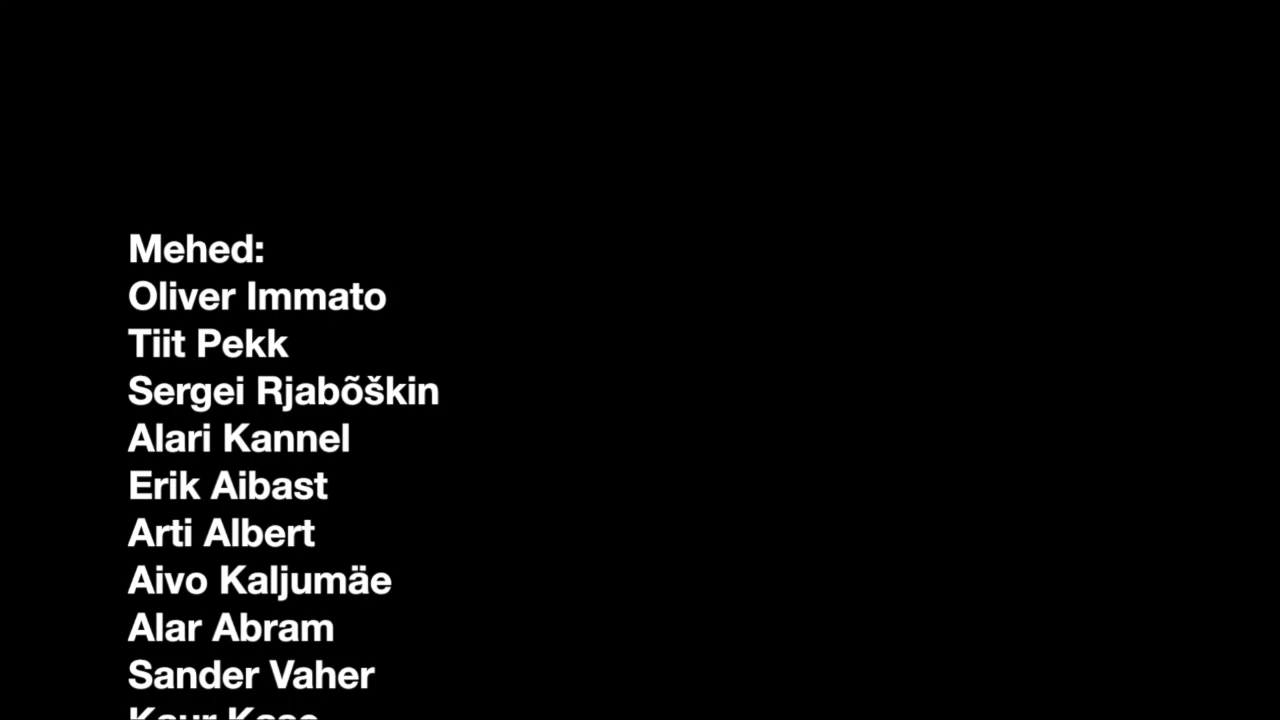 Mehed:
Oliver Immato
Tiit Pekk
Sergei Rjabõškin
Alari Kannel
Erik Aibast
Arti Albert
Aivo Kaljumäe
Alar Abram
Sander Vaher